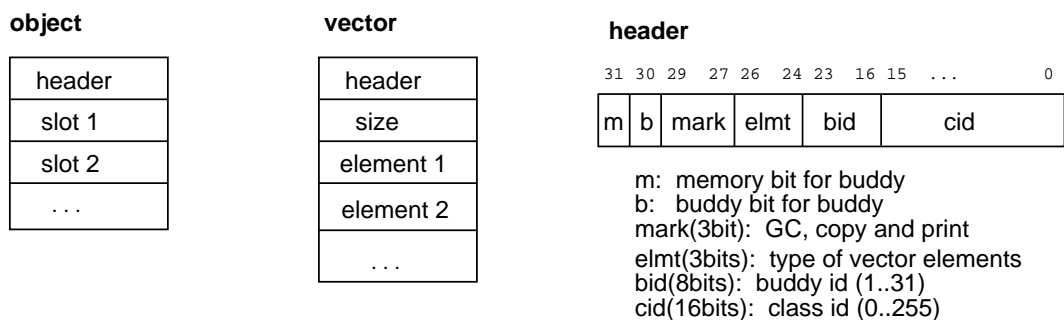 object
header
slot 1
slot 2
...
vector
header
size
element 1
element 2
...
header
31 30 29 27 26 24 23 16 15 ... 0
m b mark elmt bid cid
m: memory bit for buddy
b: buddy bit for buddy
mark(3bit): GC, copy and print
elmt(3bits): type of vector elements
bid(8bits): buddy id (1..31)
cid(16bits): class id (0..255)